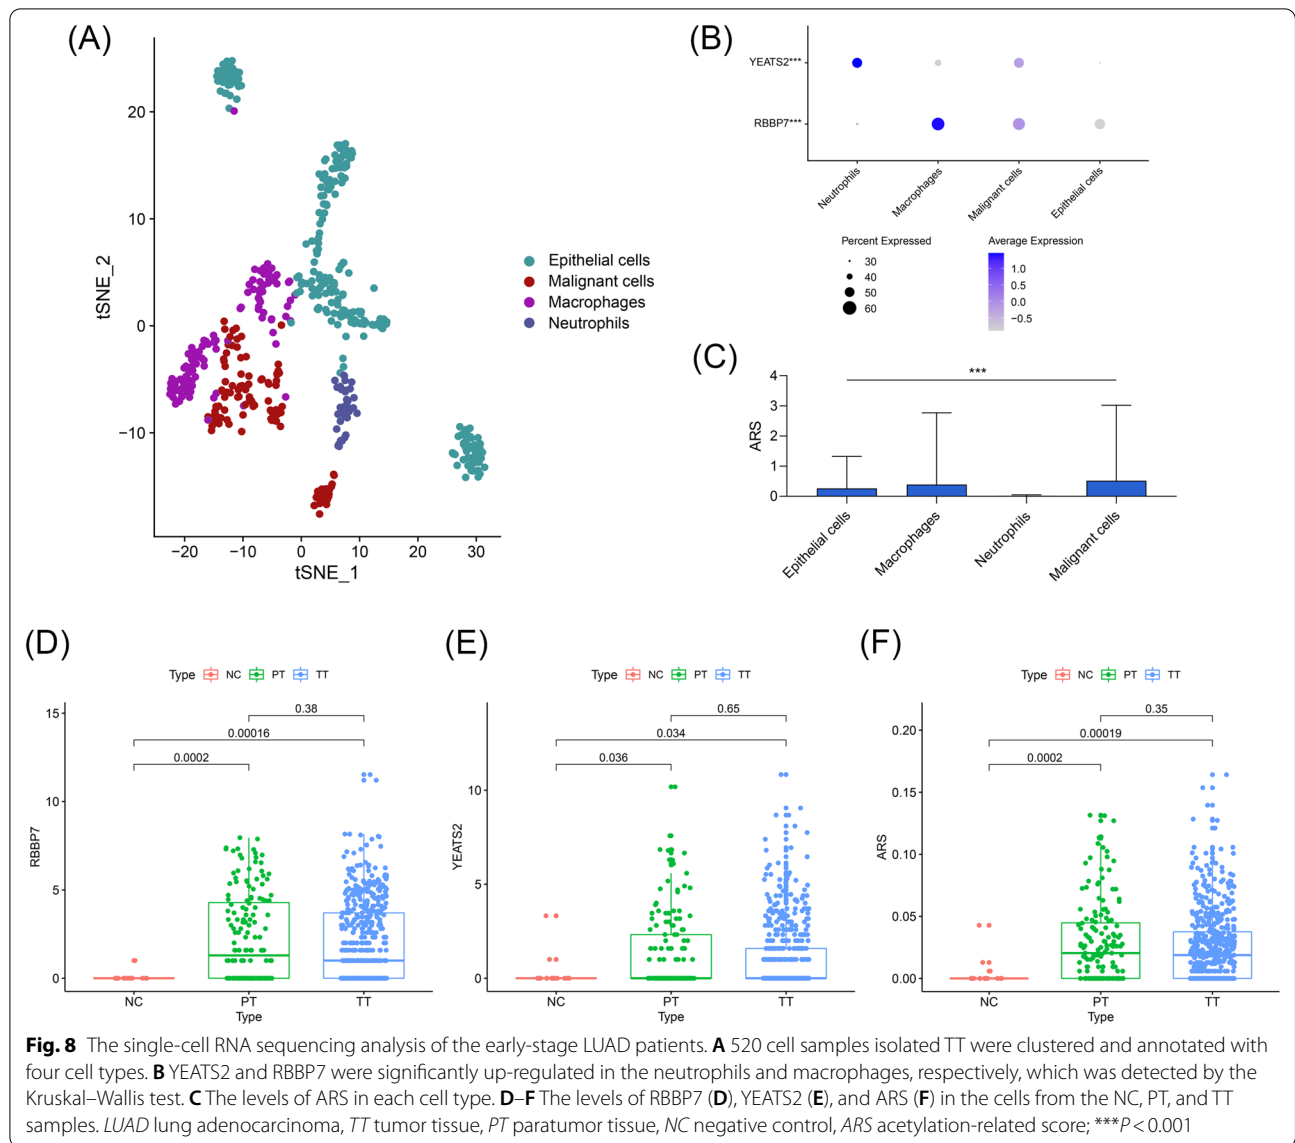 (A)
tSNE_2
20
10
0
−10
−20
−10
0
10
20
30
tSNE_1
Epithelial cells
Malignant cells
Macrophages
Neutrophils
(B)
YEATS2***
RBBP7***
Neutrophils
Macrophages
Malignant cells
Epithelial cells
Percent Expressed
30
40
50
60
Average Expression
1.0
0.5
0.0
−0.5
(C)
***
ARS
4
3
2
1
0
Epithelial cells
Macrophages
Neutrophils
Malignant cells
(D)
Type NC PT TT
RBBP7
15
10
5
0
0.38
0.00016
0.0002
NC PT TT
Type
(E)
Type NC PT TT
YEATS2
10
5
0
0.65
0.034
0.036
NC PT TT
Type
(F)
Type NC PT TT
ARS
0.20
0.15
0.10
0.05
0.00
0.35
0.00019
0.0002
NC PT TT
Type
Fig. 8 The single-cell RNA sequencing analysis of the early-stage LUAD patients. A 520 cell samples isolated TT were clustered and annotated with
four cell types. B YEATS2 and RBBP7 were significantly up-regulated in the neutrophils and macrophages, respectively, which was detected by the
Kruskal–Wallis test. C The levels of ARS in each cell type. D–F The levels of RBBP7 (D), YEATS2 (E), and ARS (F) in the cells from the NC, PT, and TT
samples. LUAD lung adenocarcinoma, TT tumor tissue, PT paratumor tissue, NC negative control, ARS acetylation-related score; ***P < 0.001